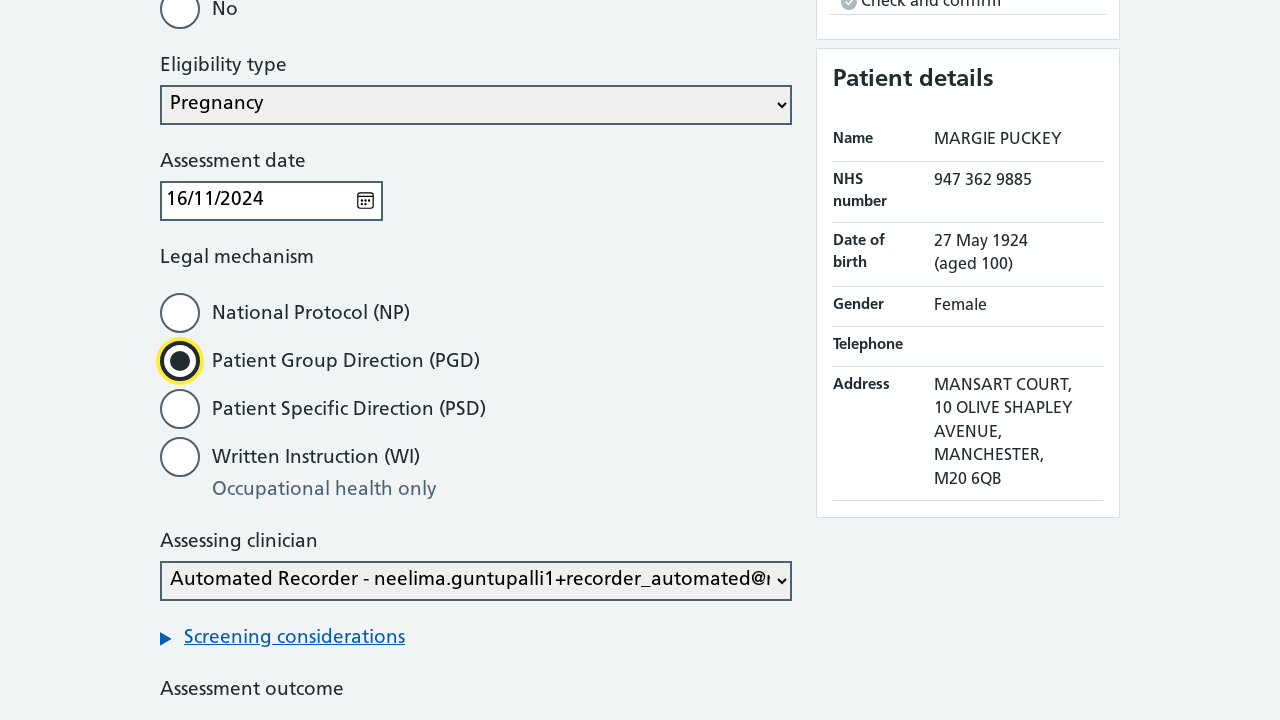 No
Eligibility type
Pregnancy
Assessment date
16/11/2024
Legal mechanism
National Protocol (NP)
Patient Group Direction (PGD)
Patient Specific Direction (PSD)
Written Instruction (WI)
Occupational health only
Assessing clinician
Automated Recorder - neelima.guntupalli1+recorder_automated@
Screening considerations
Assessment outcome
Check and confirm
Patient details
Name MARGIE PUCKEY
NHS number 947 362 9885
Date of birth 27 May 1924
(aged 100)
Gender Female
Telephone
Address MANSART COURT,
10 OLIVE SHAPLEY
AVENUE,
MANCHESTER,
M20 6QB